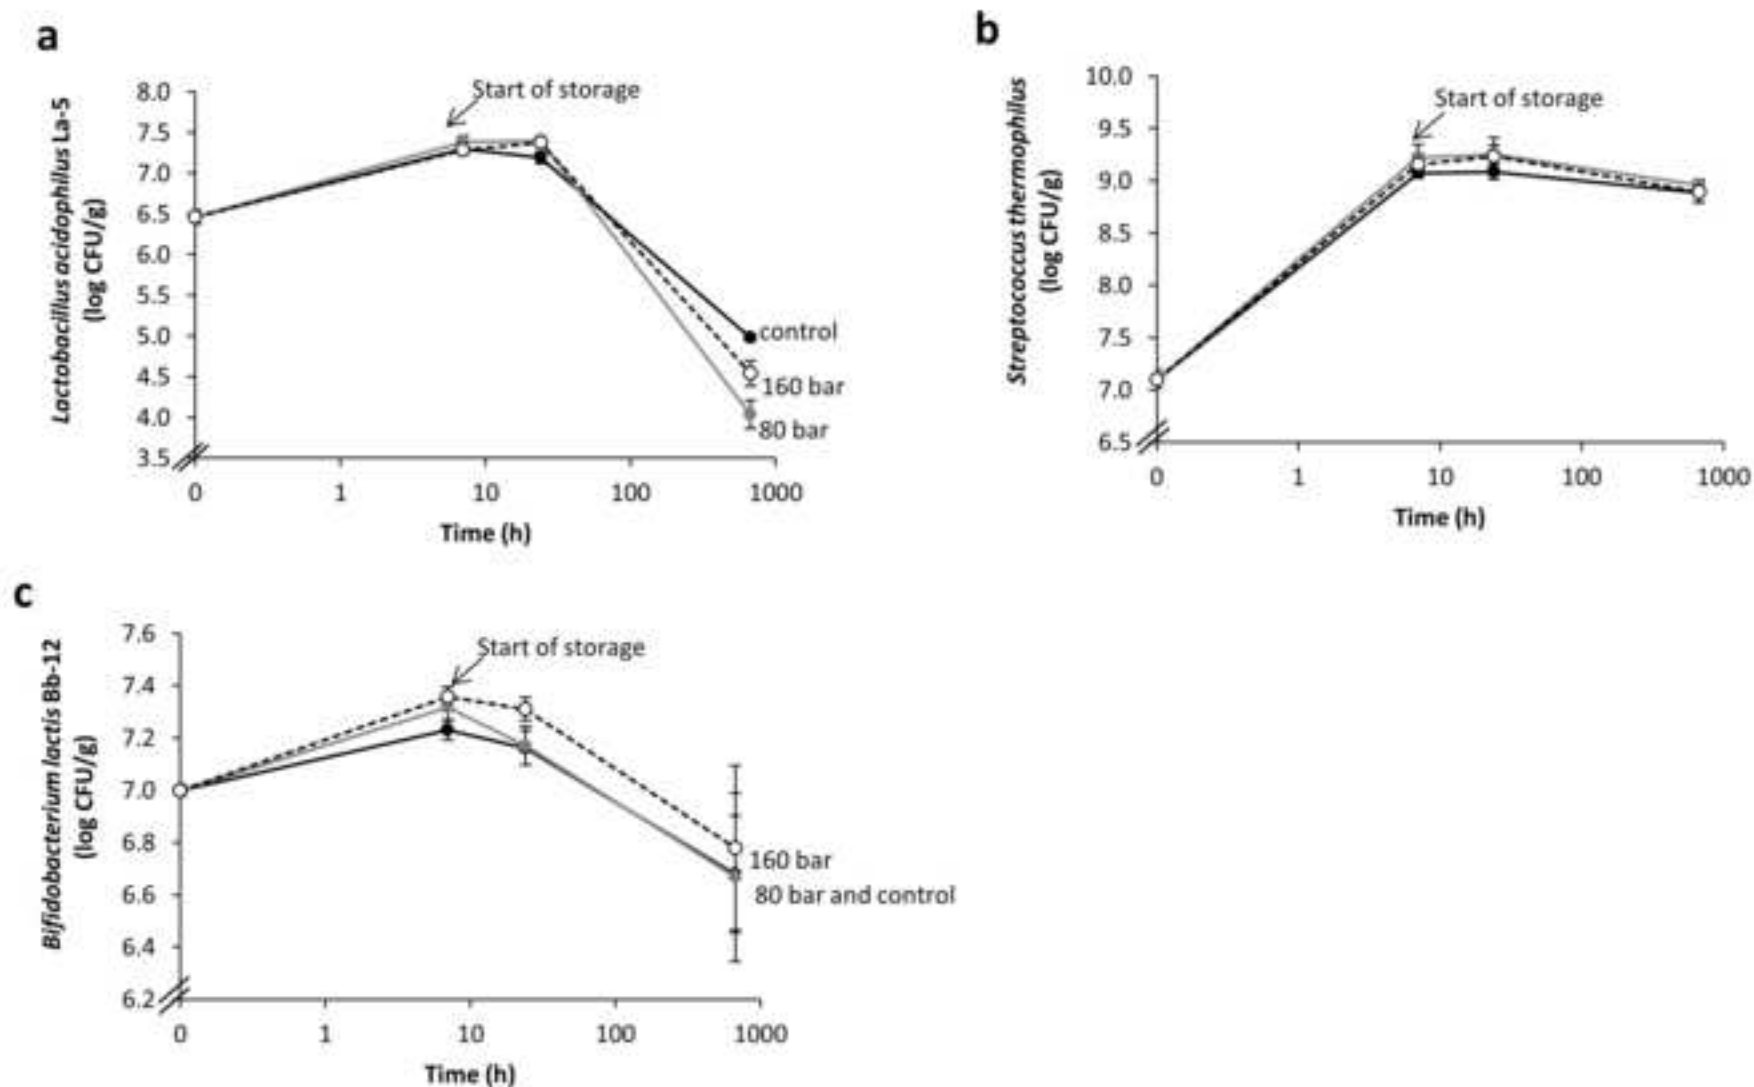 a
Lactobacillus acidophilus La-5
(log CFU/g)
8.0
7.5
7.0
6.5
6.0
5.5
5.0
4.5
4.0
3.5
Start of storage
control
160 bar
80 bar
0 1 10 100 1000
Time (h)
b
Streptococcus thermophilus
(log CFU/g)
10.0
9.5
9.0
8.5
8.0
7.5
7.0
6.5
Start of storage
0 1 10 100 1000
Time (h)
c
Bifidobacterium lactis Bb-12
(log CFU/g)
7.6
7.4
7.2
7.0
6.8
6.6
6.4
6.2
Start of storage
160 bar
80 bar and control
0 1 10 100 1000
Time (h)